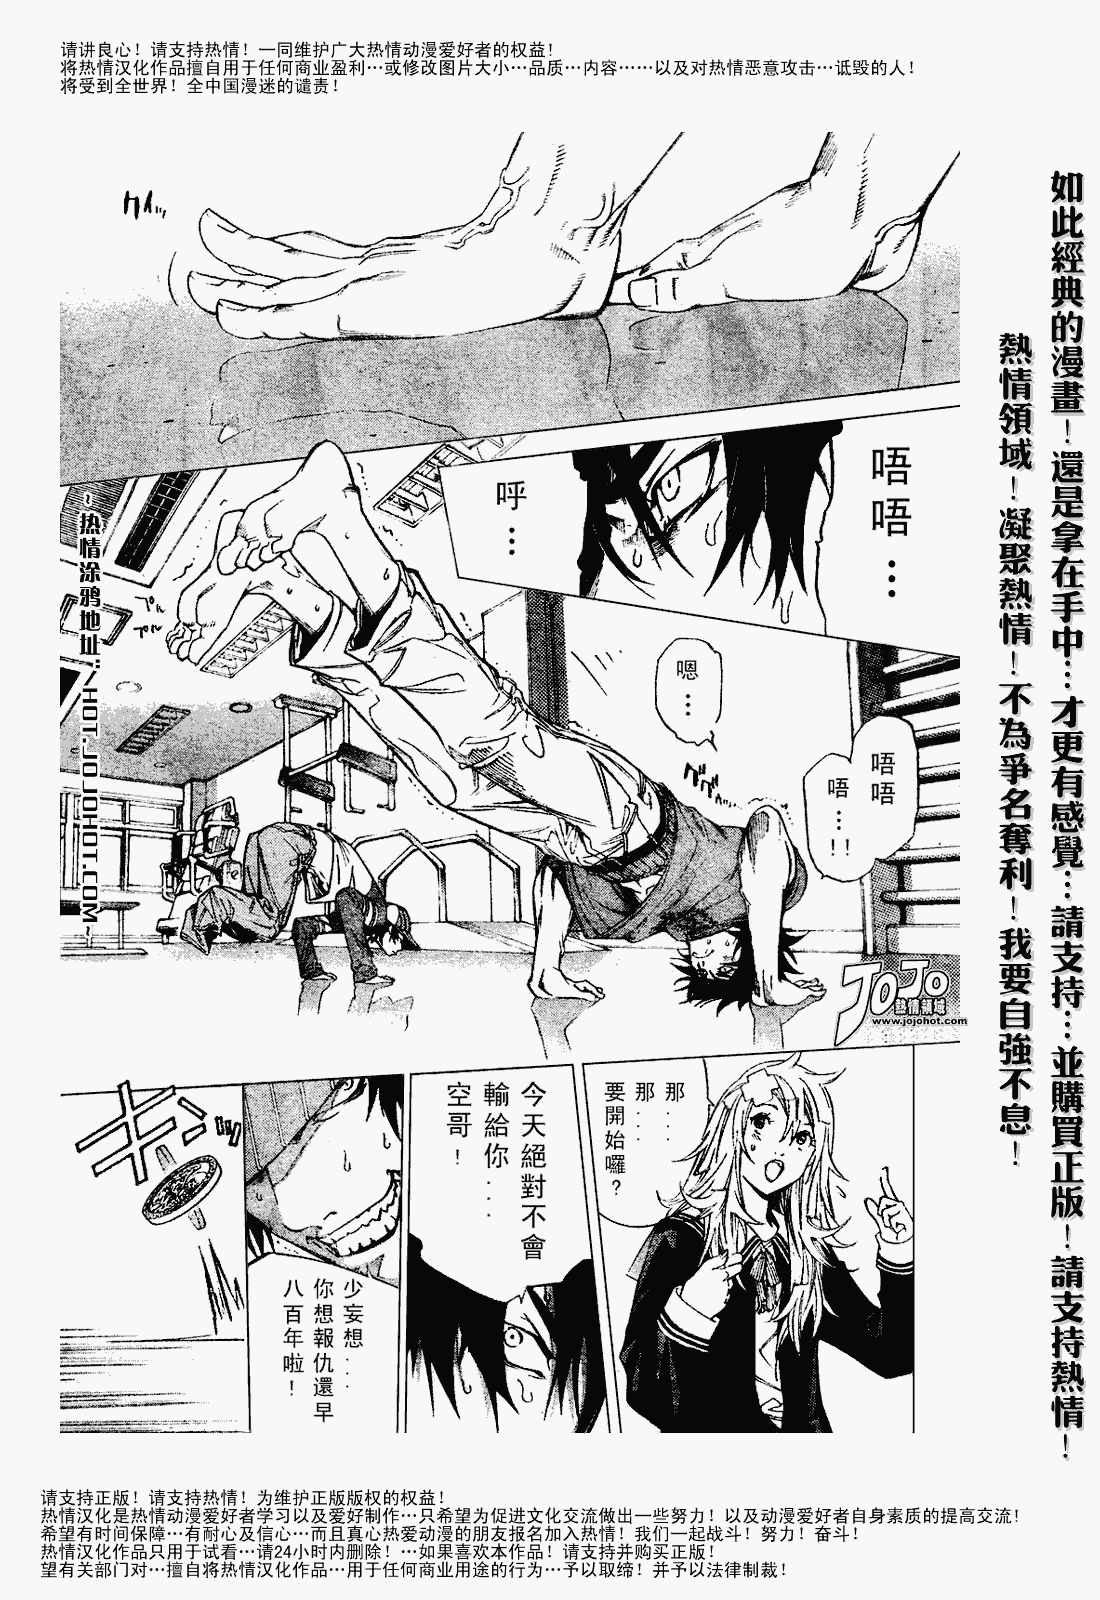 请讲良心！请支持热情！一同维护广大热情动漫爱好者的权益！
将热情汉化作品擅自用于任何商业盈利…或修改图片大小…品质…内容……以及对热情恶意攻击…诋毁的人！
将受到全世界！全中国漫迷的谴责！
如此經典的漫畫！還是拿在手中…才更有感覺…請支持…並購買正版！請支持熱情！
熱情領域！凝聚熱情！不為爭名奪利！我要自強不息！
唔唔…
呼…
~热情涂鸦地址:HOT.JOJOHOT.COM~
プル
プル
嗯…
唔唔
唔…!!
グググ…
JOJO
熱情領域
www.jojohot.com
那…
那…
要開始囉？
今天絕對不會
輸給你…
空哥！
少妄想…
你想報仇還早
八百年啦！
キン
请支持正版！请支持热情！为维护正版版权的权益！
热情汉化是热情动漫爱好者学习以及爱好制作…只希望为促进文化交流做出一些努力！以及动漫爱好者自身素质的提高交流！
希望有时间保障…有耐心及信心…而且真心热爱动漫的朋友报名加入热情！我们一起战斗！努力！奋斗！
热情汉化作品只用于试看…请24小时内删除！…如果喜欢本作品！请支持并购买正版！
望有关部门对…擅自将热情汉化作品…用于任何商业用途的行为…予以取缔！并予以法律制裁！